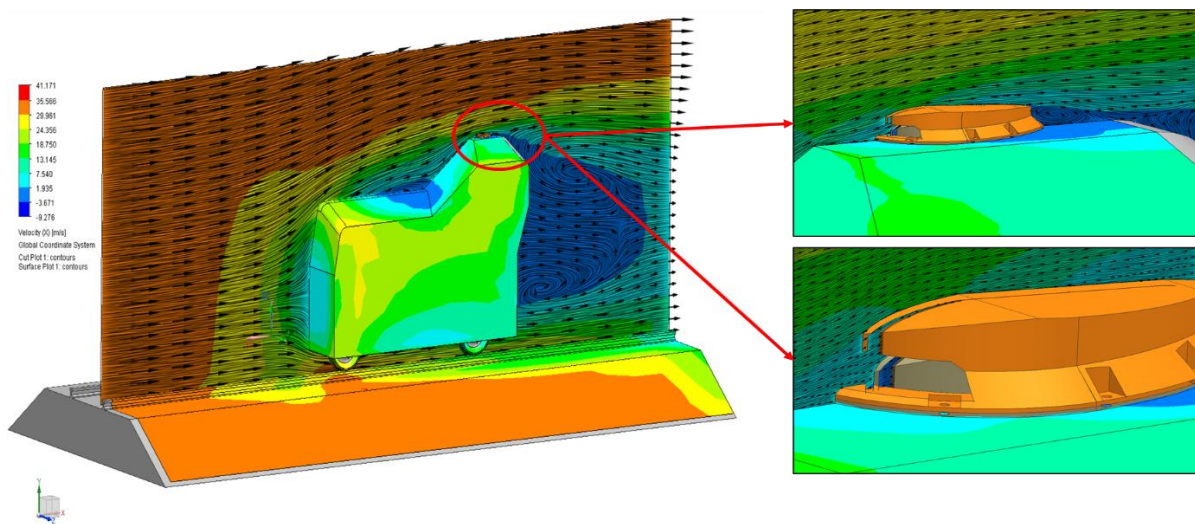 41.171
35.566
29.961
24.356
18.750
13.145
7.540
1.935
-3.671
-9.276
Velocity (X) [m/s]
Global Coordinate System
Cut Plot 1: contours
Surface Plot 1: contours
Y
X
Z